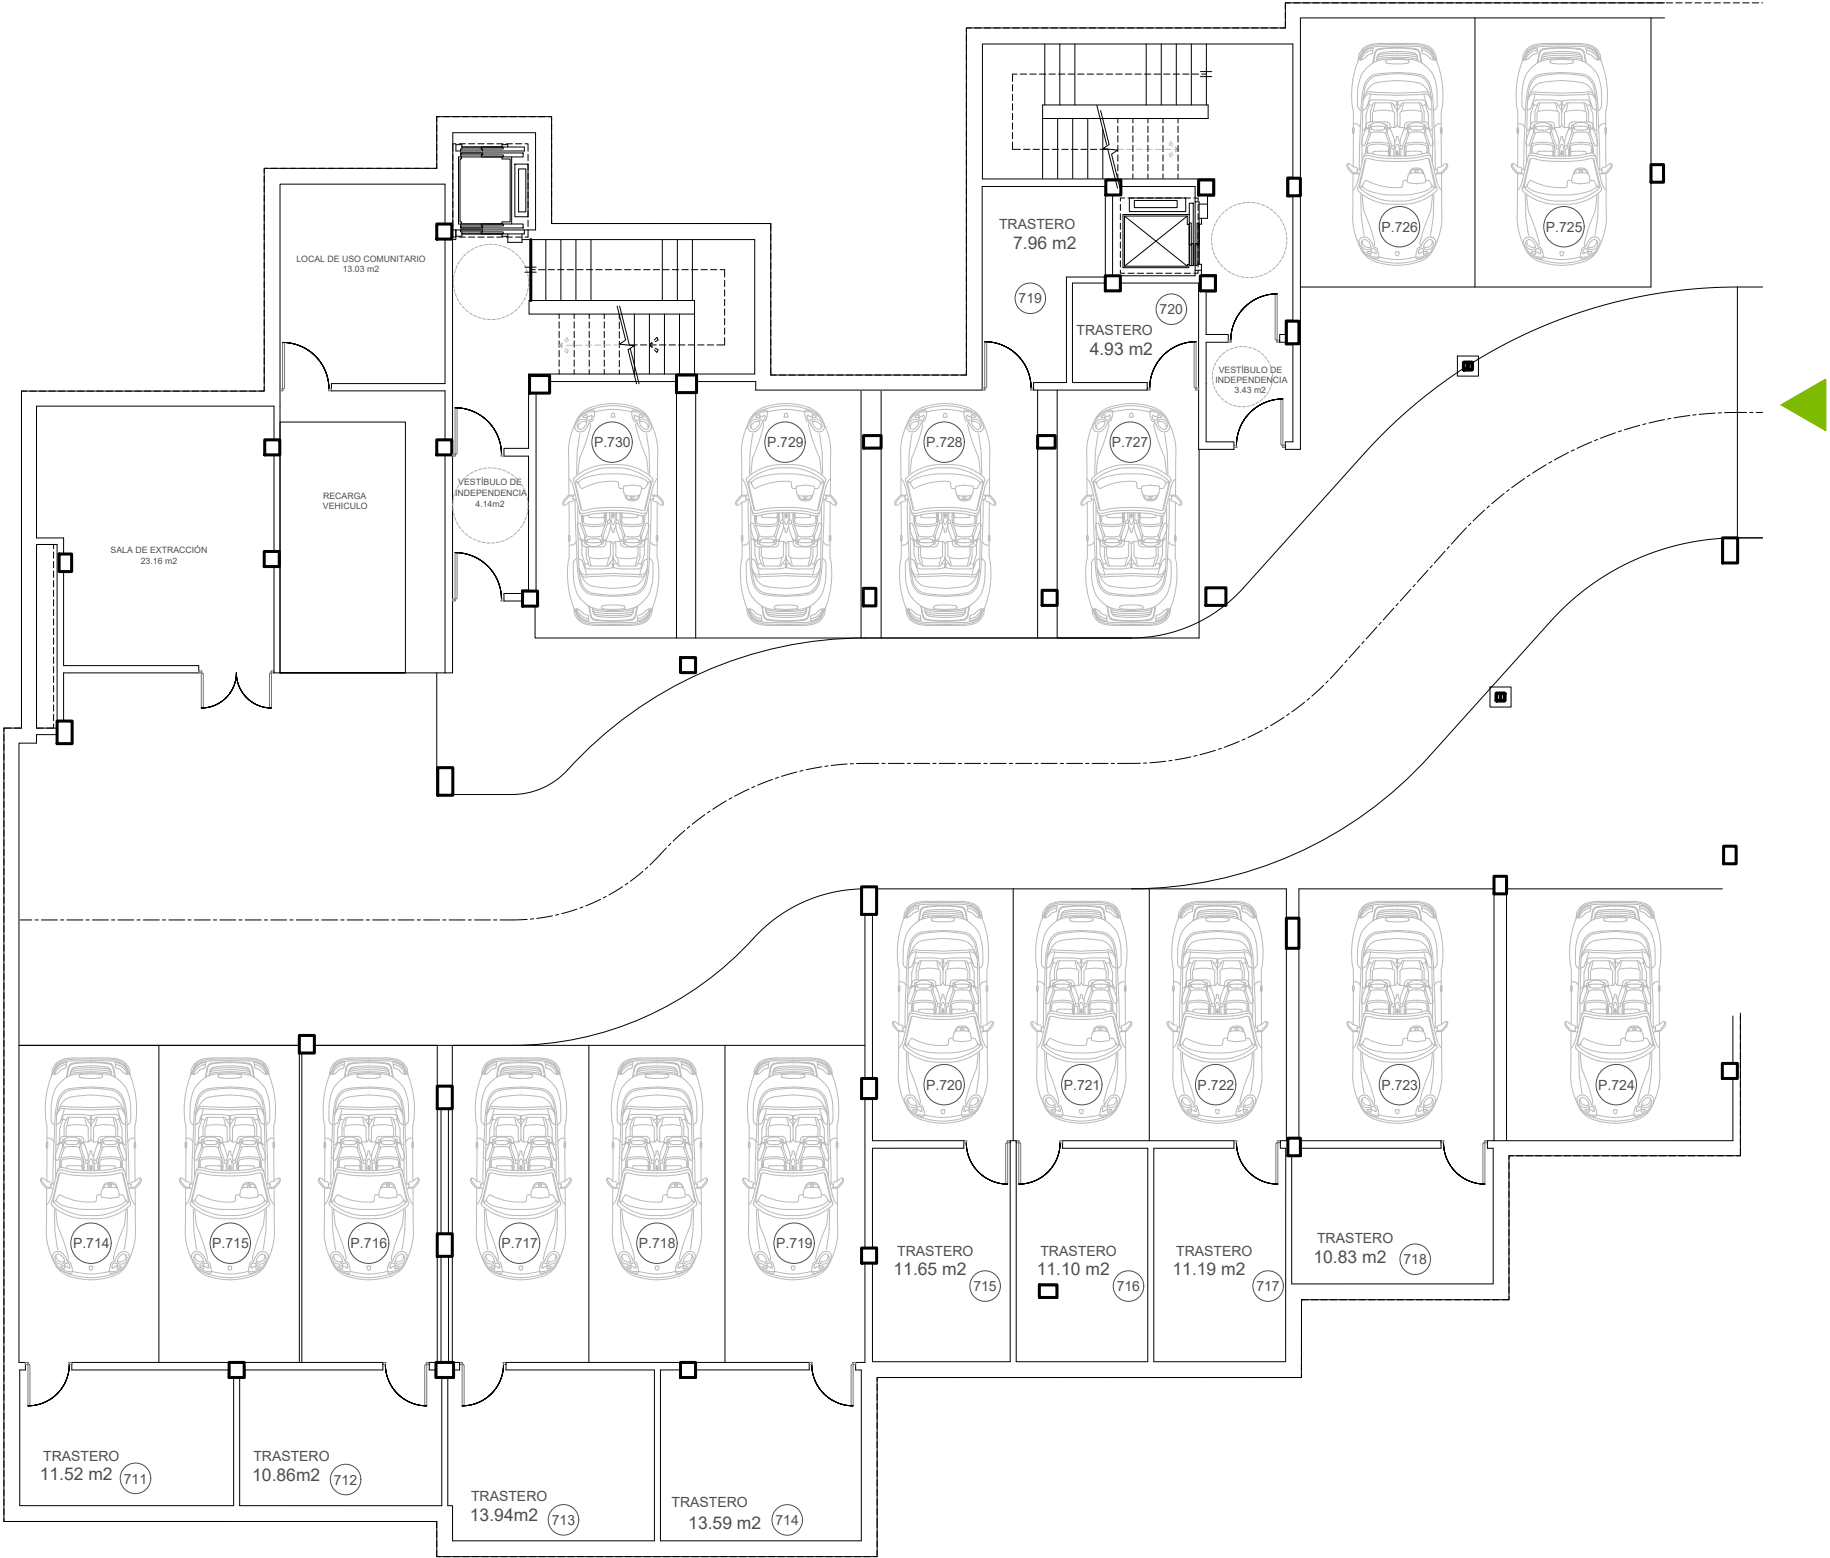 P.726
P.725
TRASTERO
7.96 m2
719
720
TRASTERO
4.93 m2
VESTÍBULO DE
INDEPENDENCIA
3.43 m2
LOCAL DE USO COMUNITARIO
13.03 m2
P.730
P.729
P.728
P.727
RECARGA
VEHICULO
VESTÍBULO DE
INDEPENDENCIA
4.14m2
SALA DE EXTRACCIÓN
23.16 m2
P.720
P.721
P.722
P.723
P.724
P.714
P.715
P.716
P.717
P.718
P.719
TRASTERO
11.65 m2
715
TRASTERO
11.10 m2
716
TRASTERO
11.19 m2
717
TRASTERO
10.83 m2
718
TRASTERO
11.52 m2
711
TRASTERO
10.86m2
712
TRASTERO
13.94m2
713
TRASTERO
13.59 m2
714